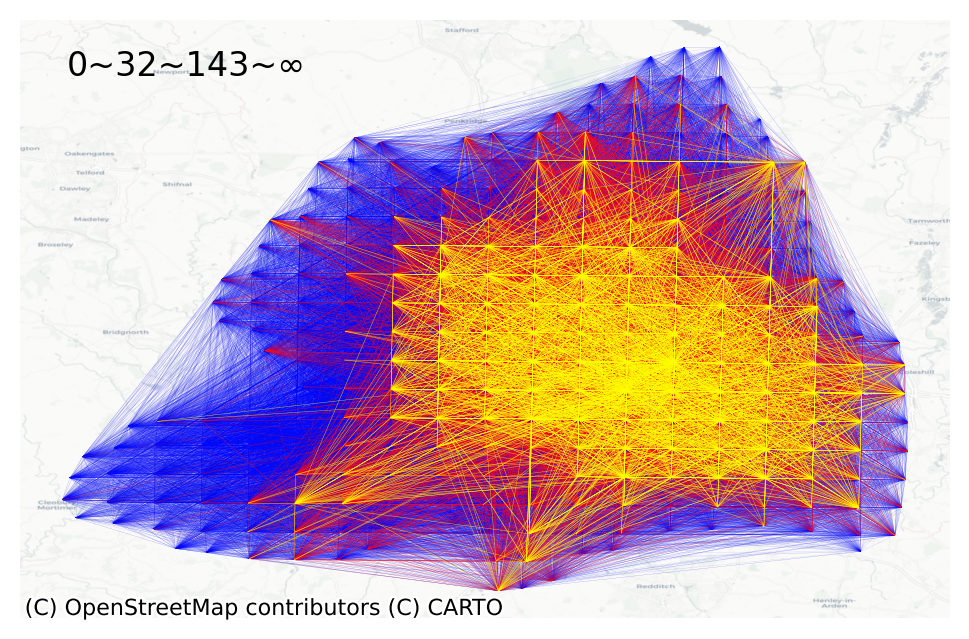 Stafford
0~32~143~∞
Newport
Penkridge
Oakengates
Telford
Shifnal
Dawley
Madeley
Tamworth
Broseley
Fazeley
Bridgnorth
Mortimer
Redditch
Henley-in-
Arden
(C) OpenStreetMap contributors (C) CARTO